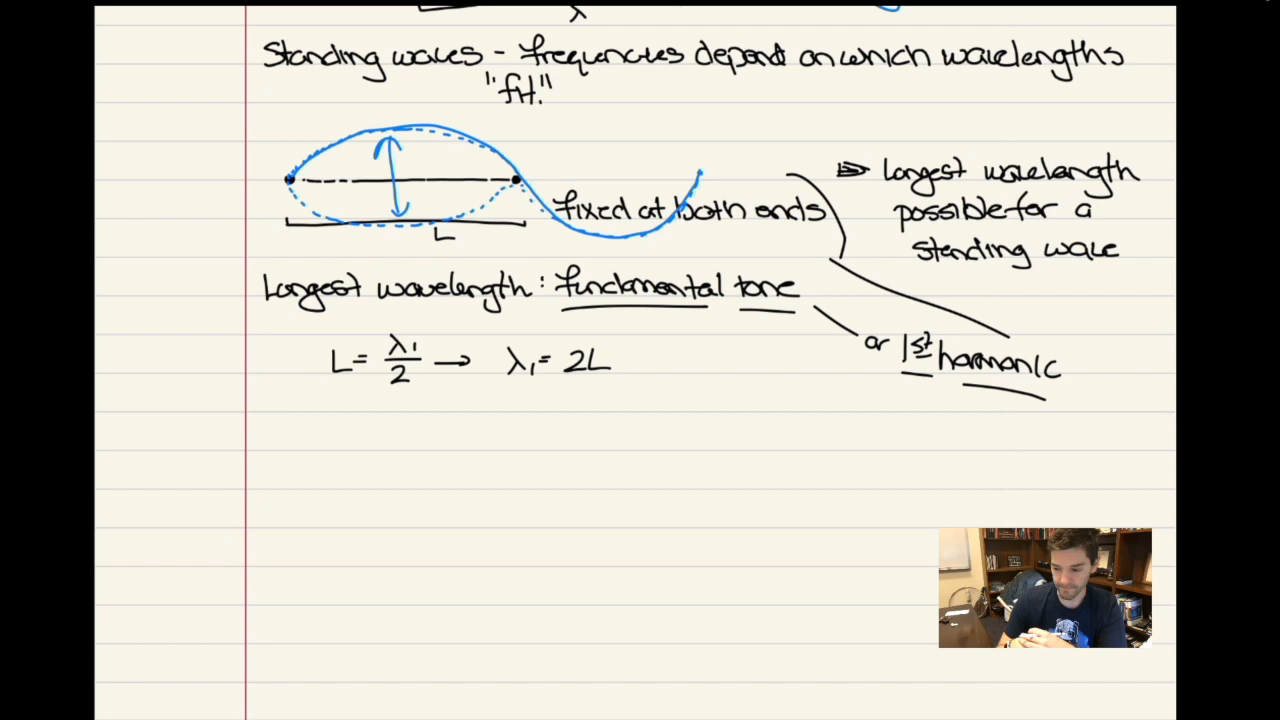 λ
Standing waves - frequencies depend on which wavelengths
"fit."
L
fixed at both ends
Longest wavelength
possible for a
standing wave
Longest wavelength: fundamental tone
or 1st harmonic
L = λ₁/2 → λ₁ = 2L